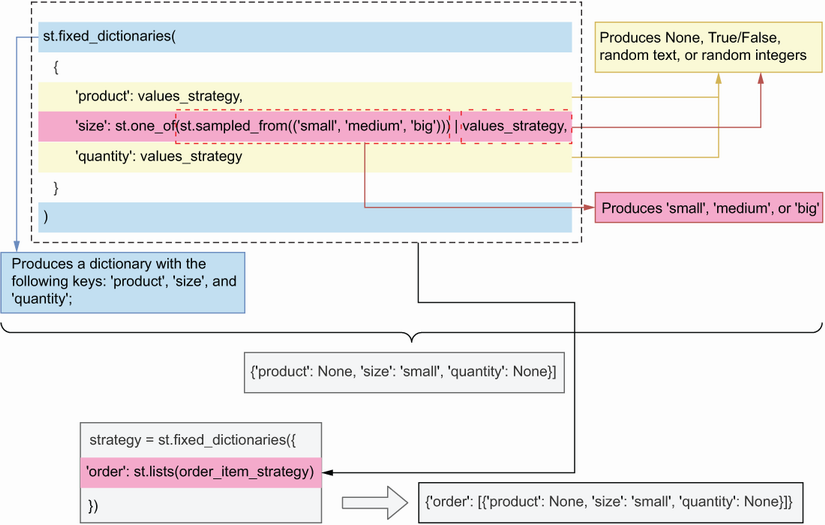 st.fixed_dictionaries(
{
'product': values_strategy,
'size': st.one_of(st.sampled_from(('small', 'medium', 'big'))) | values_strategy,
'quantity': values_strategy
}
)
Produces None, True/False,
random text, or random integers
Produces 'small', 'medium', or 'big'
Produces a dictionary with the
following keys: 'product', 'size', and
'quantity';
{'product': None, 'size': 'small', 'quantity': None}]
strategy = st.fixed_dictionaries({
'order': st.lists(order_item_strategy)
})
{'order': [{'product': None, 'size': 'small', 'quantity': None}]}